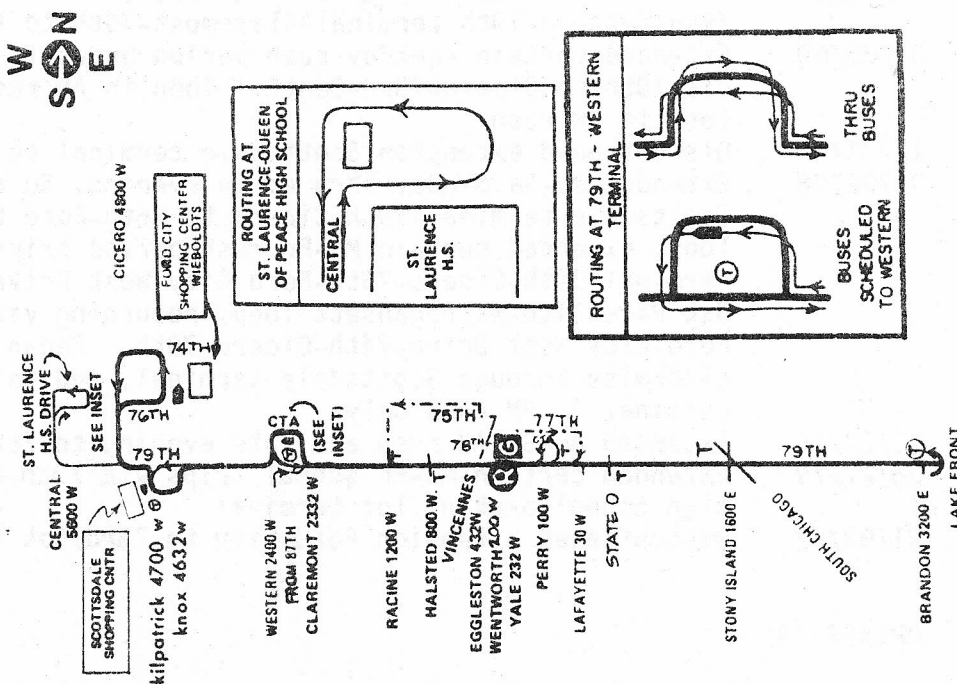 W
S N
E
CICERO 4800 W
FORD CITY
SHOPPING CENTER
WIEBOLDTS
ROUTING AT
ST. LAURENCE-QUEEN
OF PEACE HIGH SCHOOL
CENTRAL
ST.
LAURENCE
H.S.
ROUTING AT 79TH - WESTERN
TERMINAL
T
BUSES
SCHEDULED
TO WESTERN
THRU
BUSES
ST. LAURENCE
H.S. DRIVE
SEE INSET
74TH
76TH
79TH
CENTRAL
5600 W
SCOTTSDALE
SHOPPING CNTR
kilpatrick 4700 w
knox 4632w
CTA
(SEE
INSET)
WESTERN 2400 W
FROM 87TH
CLAREMONT 2332 W
75TH
78TH
77TH
RACINE 1200 W
T
HALSTED 800 W
T
VINCENNES
EGGLESTON 432W
G
WENTWORTH 200W
YALE 232 W
PERRY 100 W
LAFAYETTE 30 W
T
T
STATE O
T
STONY ISLAND 1600 E
SOUTH CHICAGO
79TH
T
BRANDON 3200 E
LAKE FRONT